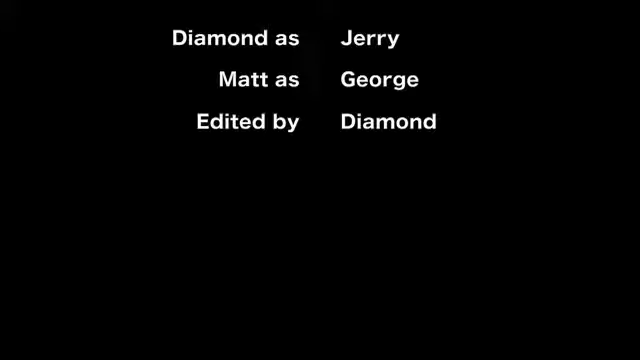 Diamond as Jerry
Matt as George
Edited by Diamond